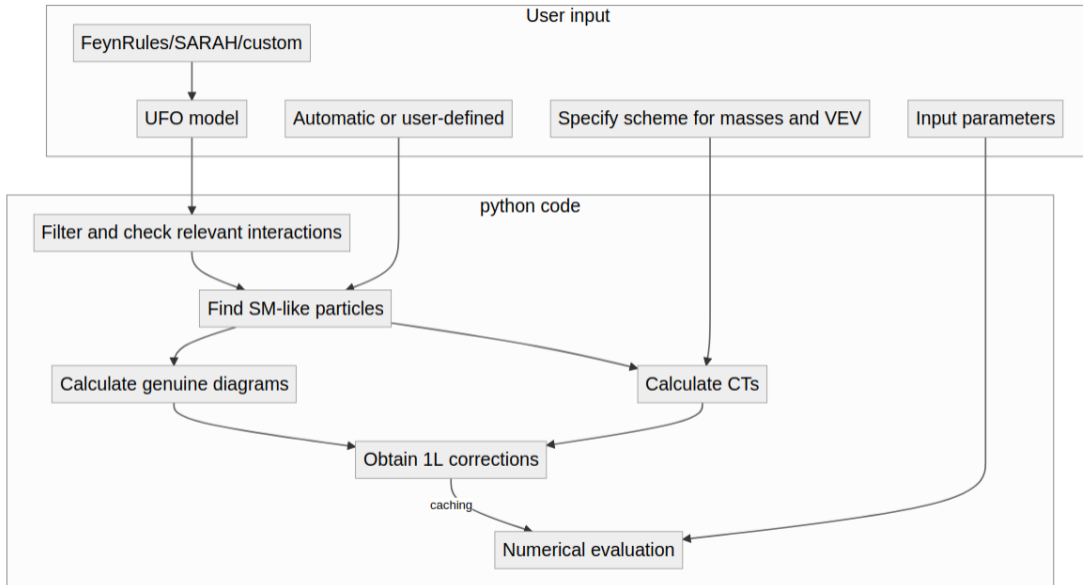 User input
FeynRules/SARAH/custom
UFO model
Automatic or user-defined
Specify scheme for masses and VEV
Input parameters
python code
Filter and check relevant interactions
Find SM-like particles
Calculate genuine diagrams
Calculate CTs
Obtain 1L corrections
caching
Numerical evaluation